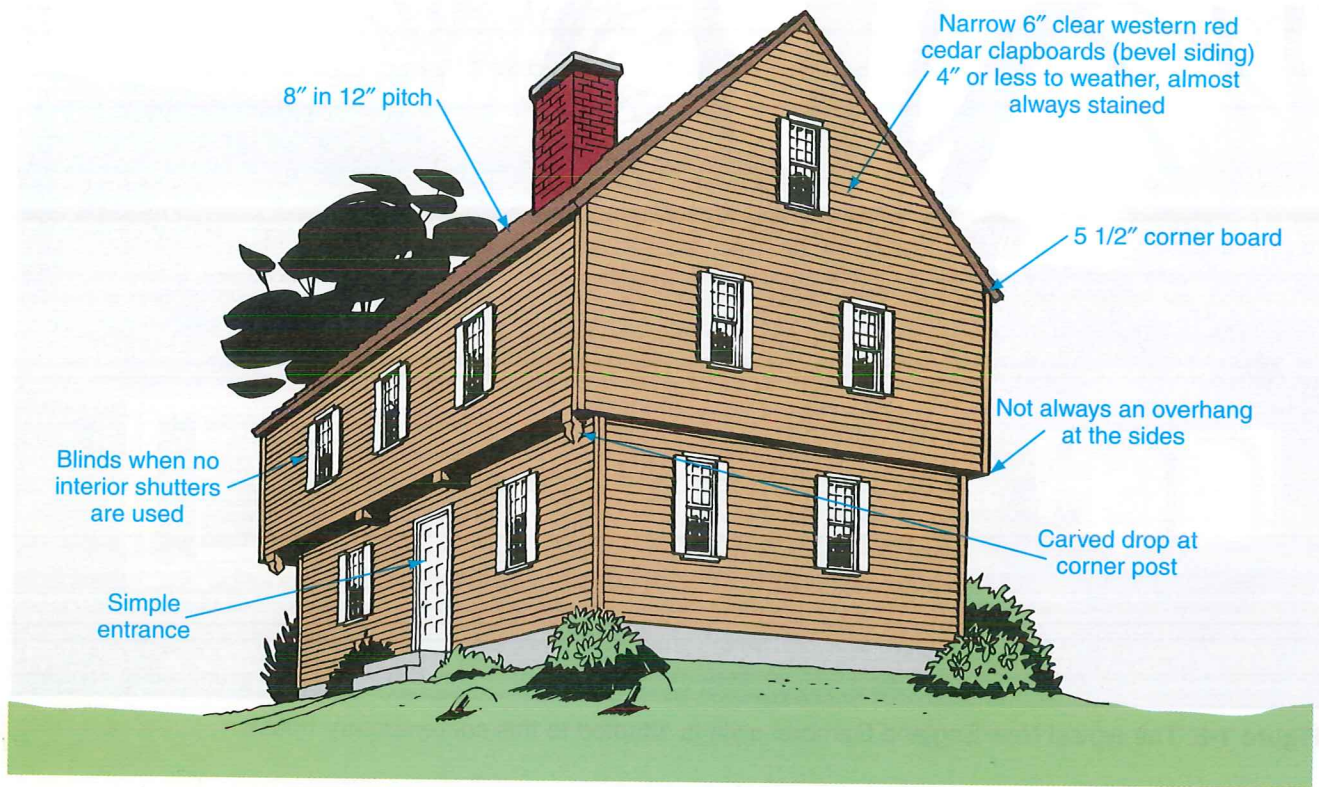 Narrow 6″ clear western red
cedar clapboards (bevel siding)
4″ or less to weather, almost
always stained
8″ in 12″ pitch
5 1/2″ corner board
Not always an overhang
at the sides
Blinds when no
interior shutters
are used
Carved drop at
corner post
Simple
entrance